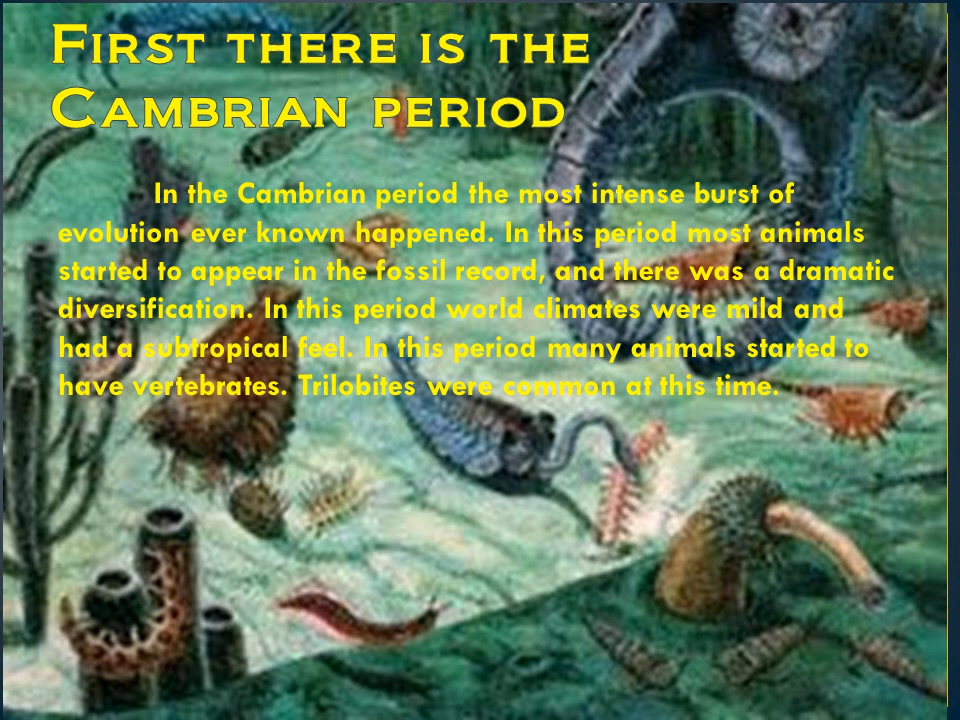 First there is the
Cambrian period
In the Cambrian period the most intense burst of
evolution ever known happened. In this period most animals
started to appear in the fossil record, and there was a dramatic
diversification. In this period world climates were mild and
had a subtropical feel. In this period many animals started to
have vertebrates. Trilobites were common at this time.